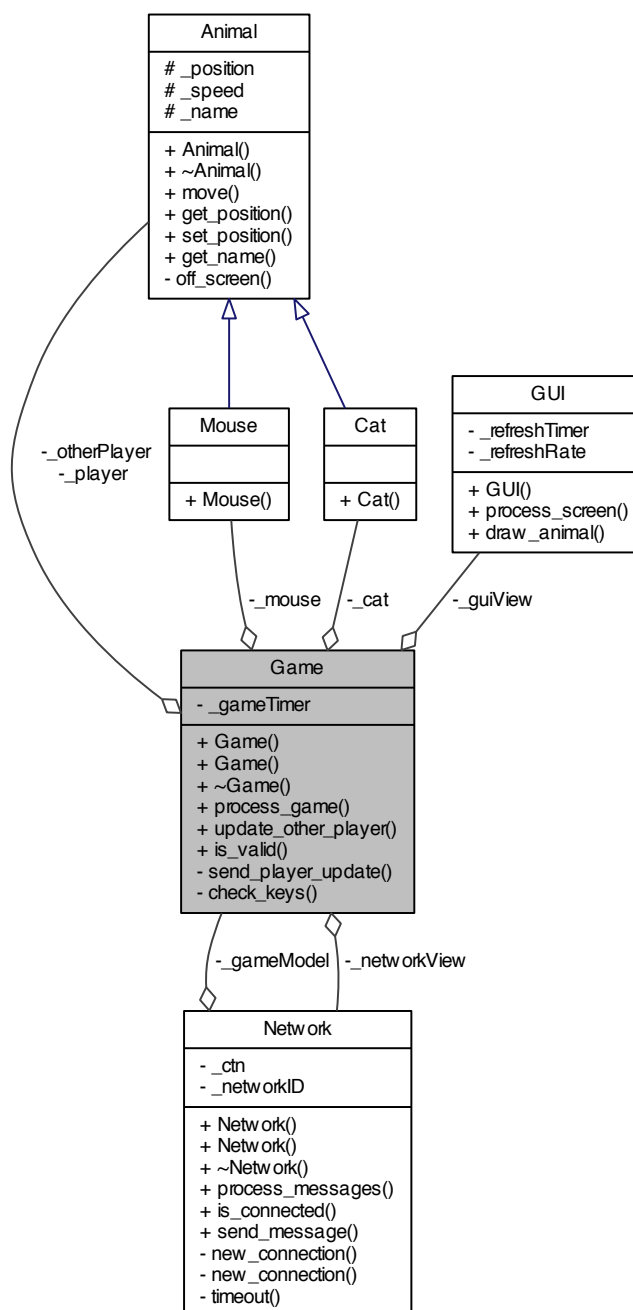 Animal
# _position
# _speed
# _name
+ Animal()
+ ~Animal()
+ move()
+ get_position()
+ set_position()
+ get_name()
- off_screen()
-_otherPlayer
-_player
Mouse
+ Mouse()
Cat
+ Cat()
GUI
- _refreshTimer
- _refreshRate
+ GUI()
+ process_screen()
+ draw_animal()
-_mouse
-_cat
-_guiView
Game
- _gameTimer
+ Game()
+ Game()
+ ~Game()
+ process_game()
+ update_other_player()
+ is_valid()
- send_player_update()
- check_keys()
-_gameModel
-_networkView
Network
- _ctn
- _networkID
+ Network()
+ Network()
+ ~Network()
+ process_messages()
+ is_connected()
+ send_message()
- new_connection()
- new_connection()
- timeout()